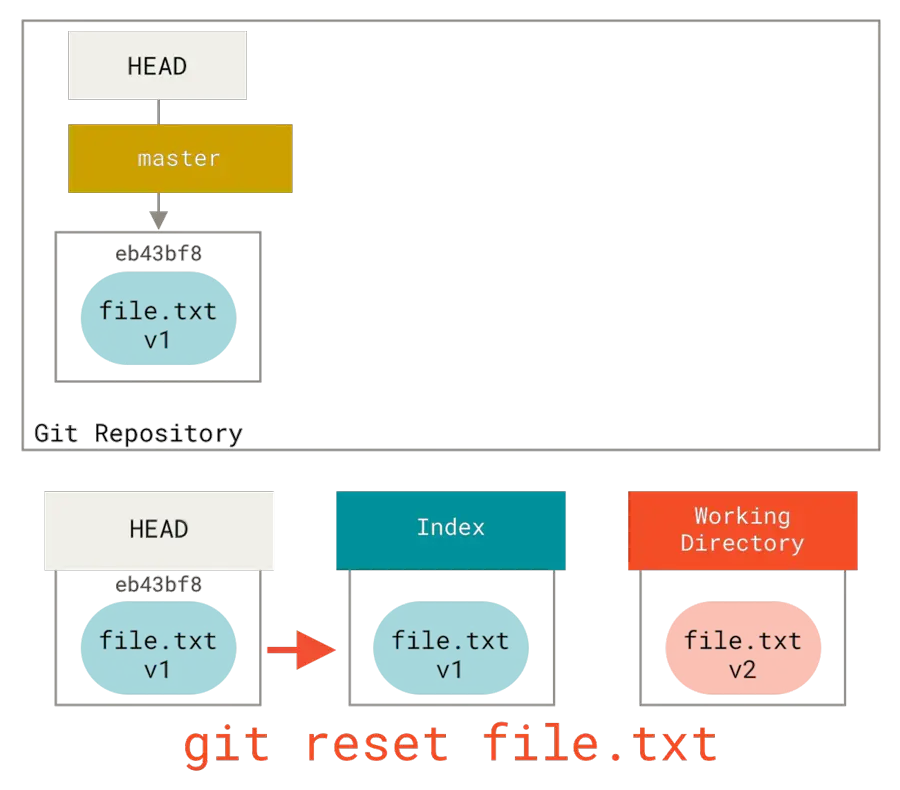 HEAD
master
eb43bf8
file.txt
v1
Git Repository
HEAD
eb43bf8
file.txt
v1
Index
file.txt
v1
Working
Directory
file.txt
v2
git reset file.txt